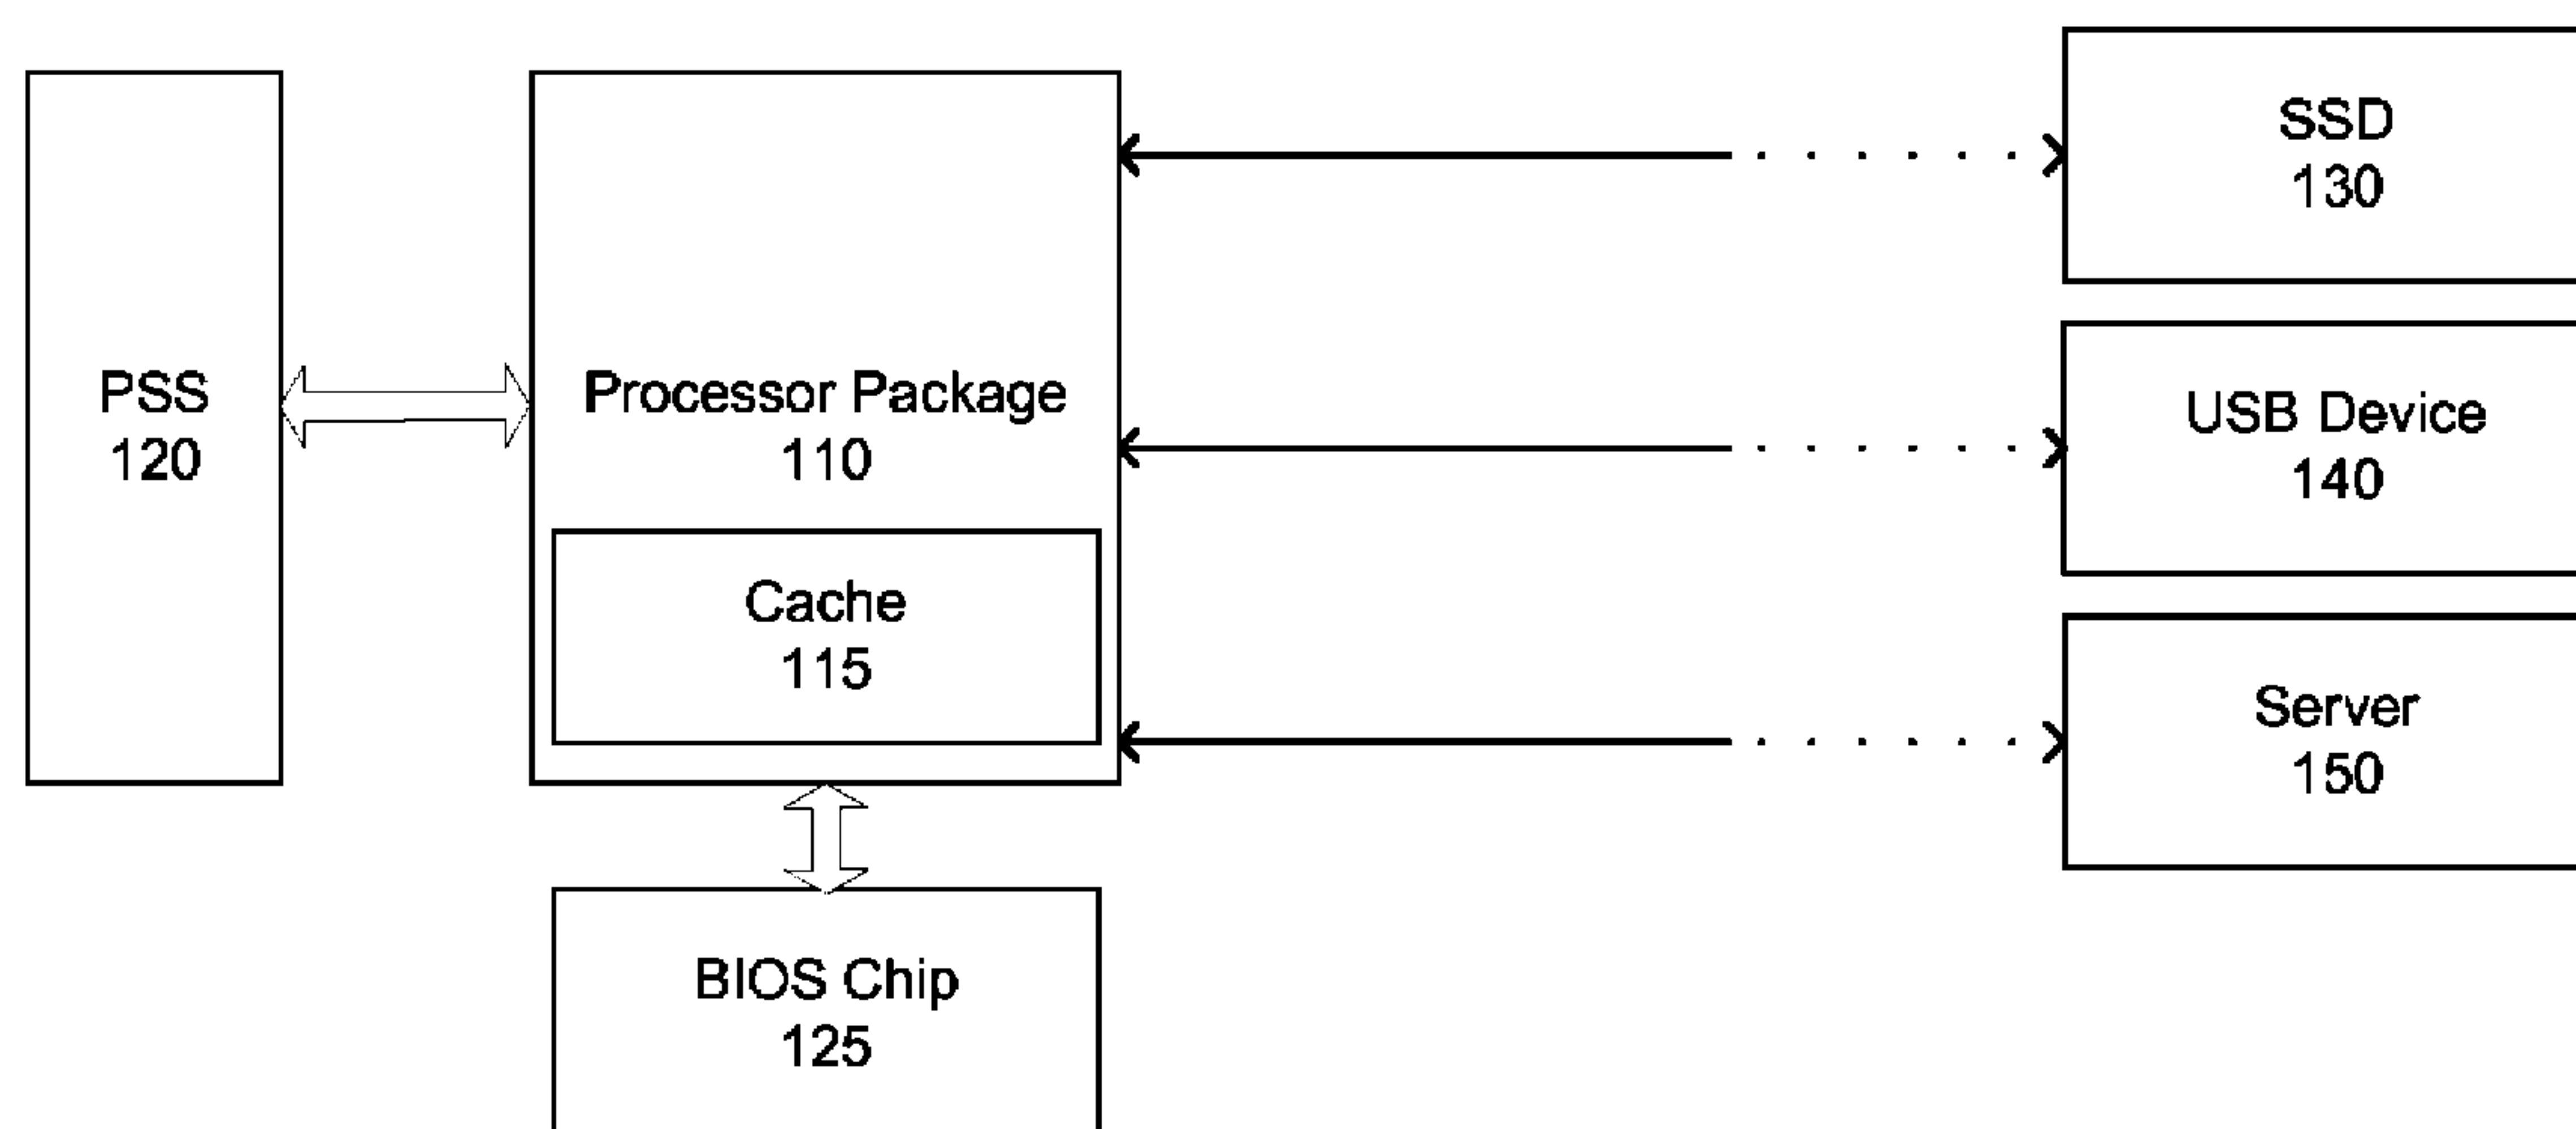 PSS
120
Processor Package
110
Cache
115
BIOS Chip
125
SSD
130
USB Device
140
Server
150